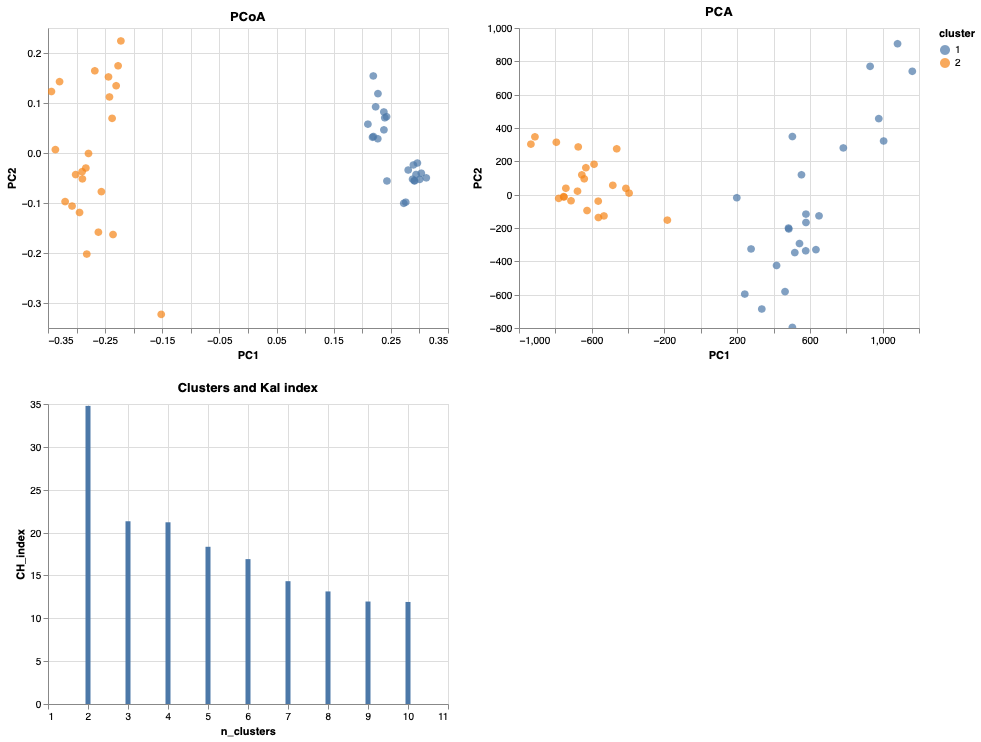 PCoA
0.2
0.1
0.0
−0.1
−0.2
−0.3
PC2
−0.35 −0.25 −0.15 −0.05 0.05 0.15 0.25 0.35
PC1
PCA
1,000
800
600
400
200
0
−200
−400
−600
−800
PC2
−1,000 −600 −200 200 600 1,000
PC1
cluster
1
2
Clusters and Kal index
35
30
25
20
15
10
5
0
CH_index
1 2 3 4 5 6 7 8 9 10 11
n_clusters